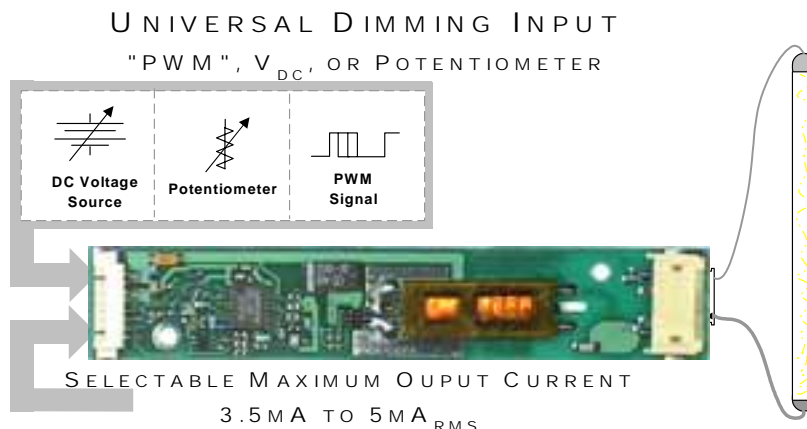 UNIVERSAL DIMMING INPUT
"PWM", VDC, OR POTENTIOMETER
DC Voltage Source
Potentiometer
PWM Signal
SELECTABLE MAXIMUM OUPUT CURRENT
3.5MA TO 5MARMS